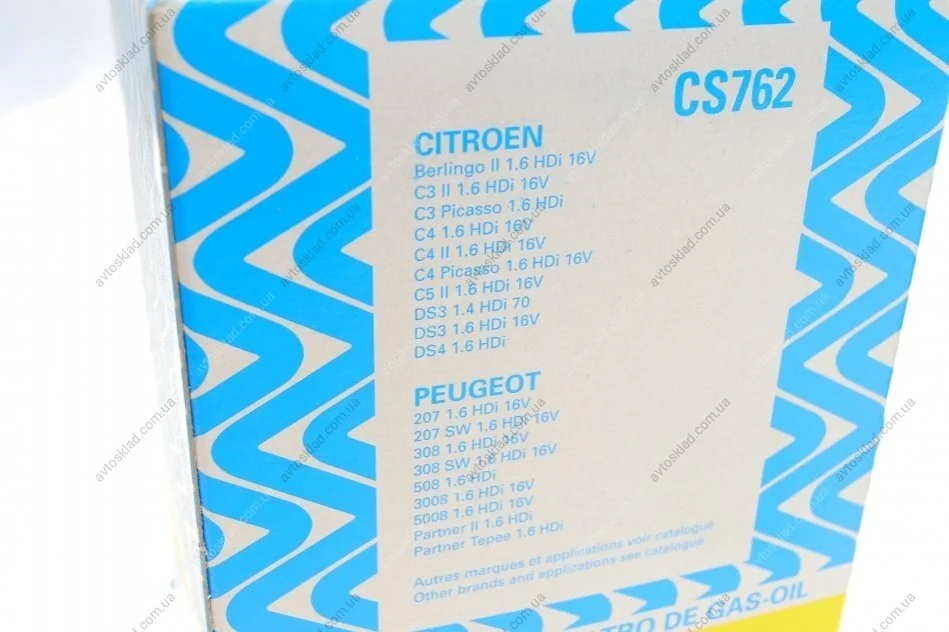 CS762
CITROEN
Berlingo II 1.6 HDi 16V
C3 II 1.6 HDi 16V
C3 Picasso 1.6 HDi
C4 1.6 HDi 16V
C4 II 1.6 HDi 16V
C4 Picasso 1.6 HDi 16V
C5 II 1.6 HDi 16V
DS3 1.4 HDi 70
DS3 1.6 HDi 16V
DS4 1.6 HDi
PEUGEOT
207 1.6 HDi 16V
207 SW 1.6 HDi 16V
308 1.6 HDi 16V
308 SW 1.6 HDi 16V
508 1.6 HDi
3008 1.6 HDi 16V
5008 1.6 HDi 16V
Partner II 1.6 HDi
Partner Tepee 1.6 HDi
Autres marques et applications voir catalogue
Other brands and applications see catalogue
DE GAS-OIL
avtosklad.com.ua